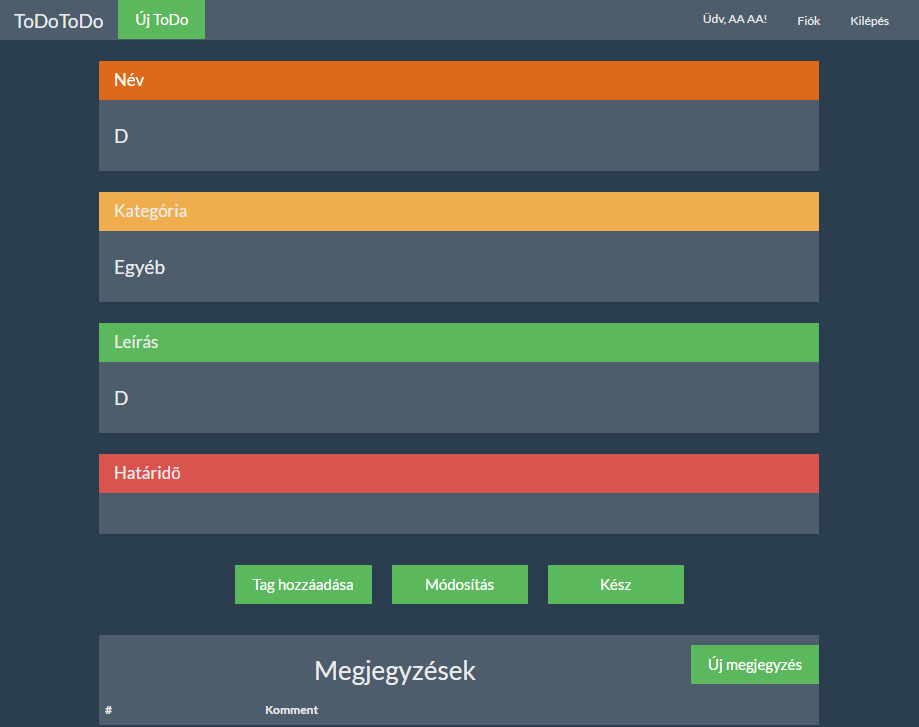 ToDoToDo Új ToDo Üdv, AA AA! Fiók Kilépés
Név
D
Kategória
Egyéb
Leírás
D
Határidő
Tag hozzáadása Módosítás Kész
Megjegyzések Új megjegyzés
# Komment